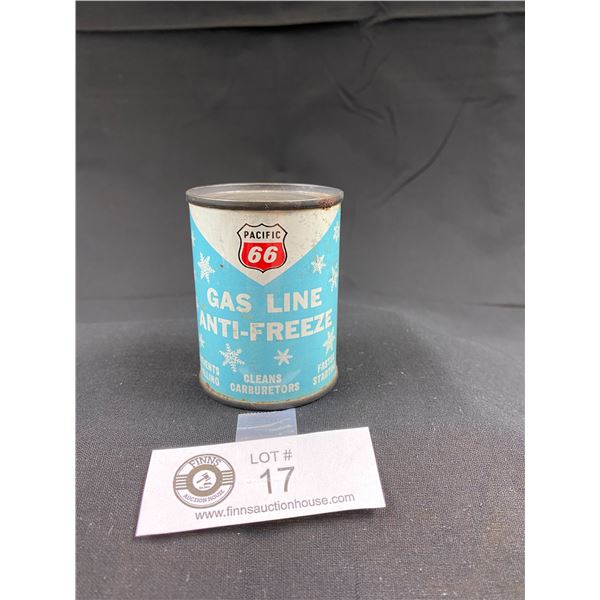 PACIFIC
66
GAS LINE
ANTI-FREEZE
CLEANS
CARBURETORS
LOT #
17
FINNS
AUCTION HOUSE
www.finnsauctionhouse.com